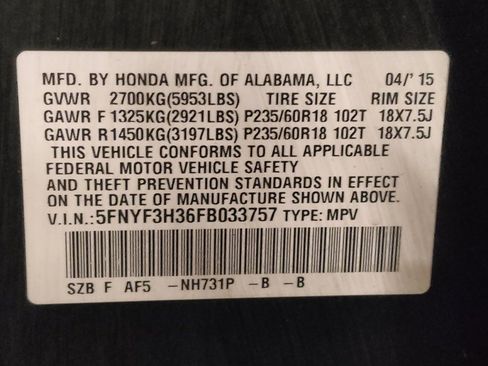 MFD. BY HONDA MFG. OF ALABAMA, LLC 04/'15
GVWR 2700KG(5953LBS) TIRE SIZE RIM SIZE
GAWR F 1325KG(2921LBS) P235/60R18 102T 18X7.5J
GAWR R1450KG(3197LBS) P235/60R18 102T 18X7.5J
THIS VEHICLE CONFORMS TO ALL APPLICABLE
FEDERAL MOTOR VEHICLE SAFETY
AND THEFT PREVENTION STANDARDS IN EFFECT
ON THE DATE OF MANUFACTURE SHOWN ABOVE.
V.I.N.: 5FNYF3H36FB033757 TYPE: MPV
SZB F AF5 -NH731P -B -B